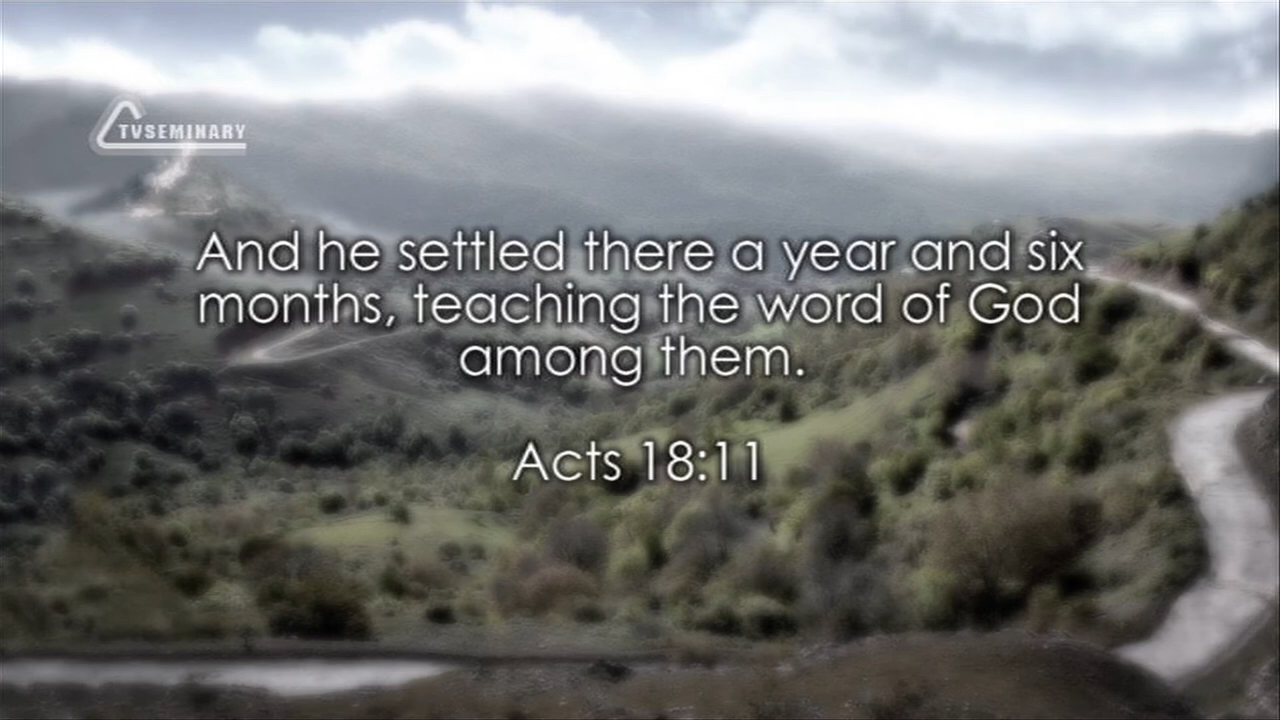 TVSEMINARY
And he settled there a year and six
months, teaching the word of God
among them.
Acts 18:11